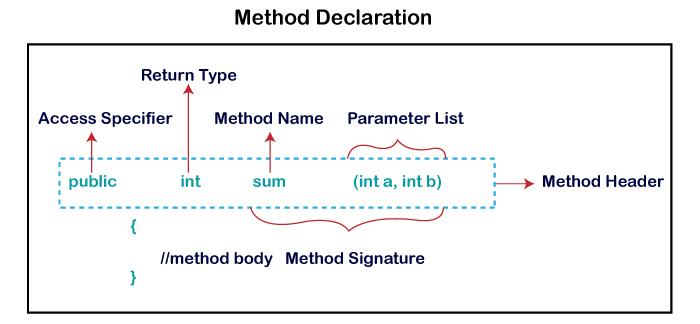 Method Declaration
Return Type
Access Specifier Method Name Parameter List
public int sum (int a, int b) Method Header
{
//method body Method Signature
}